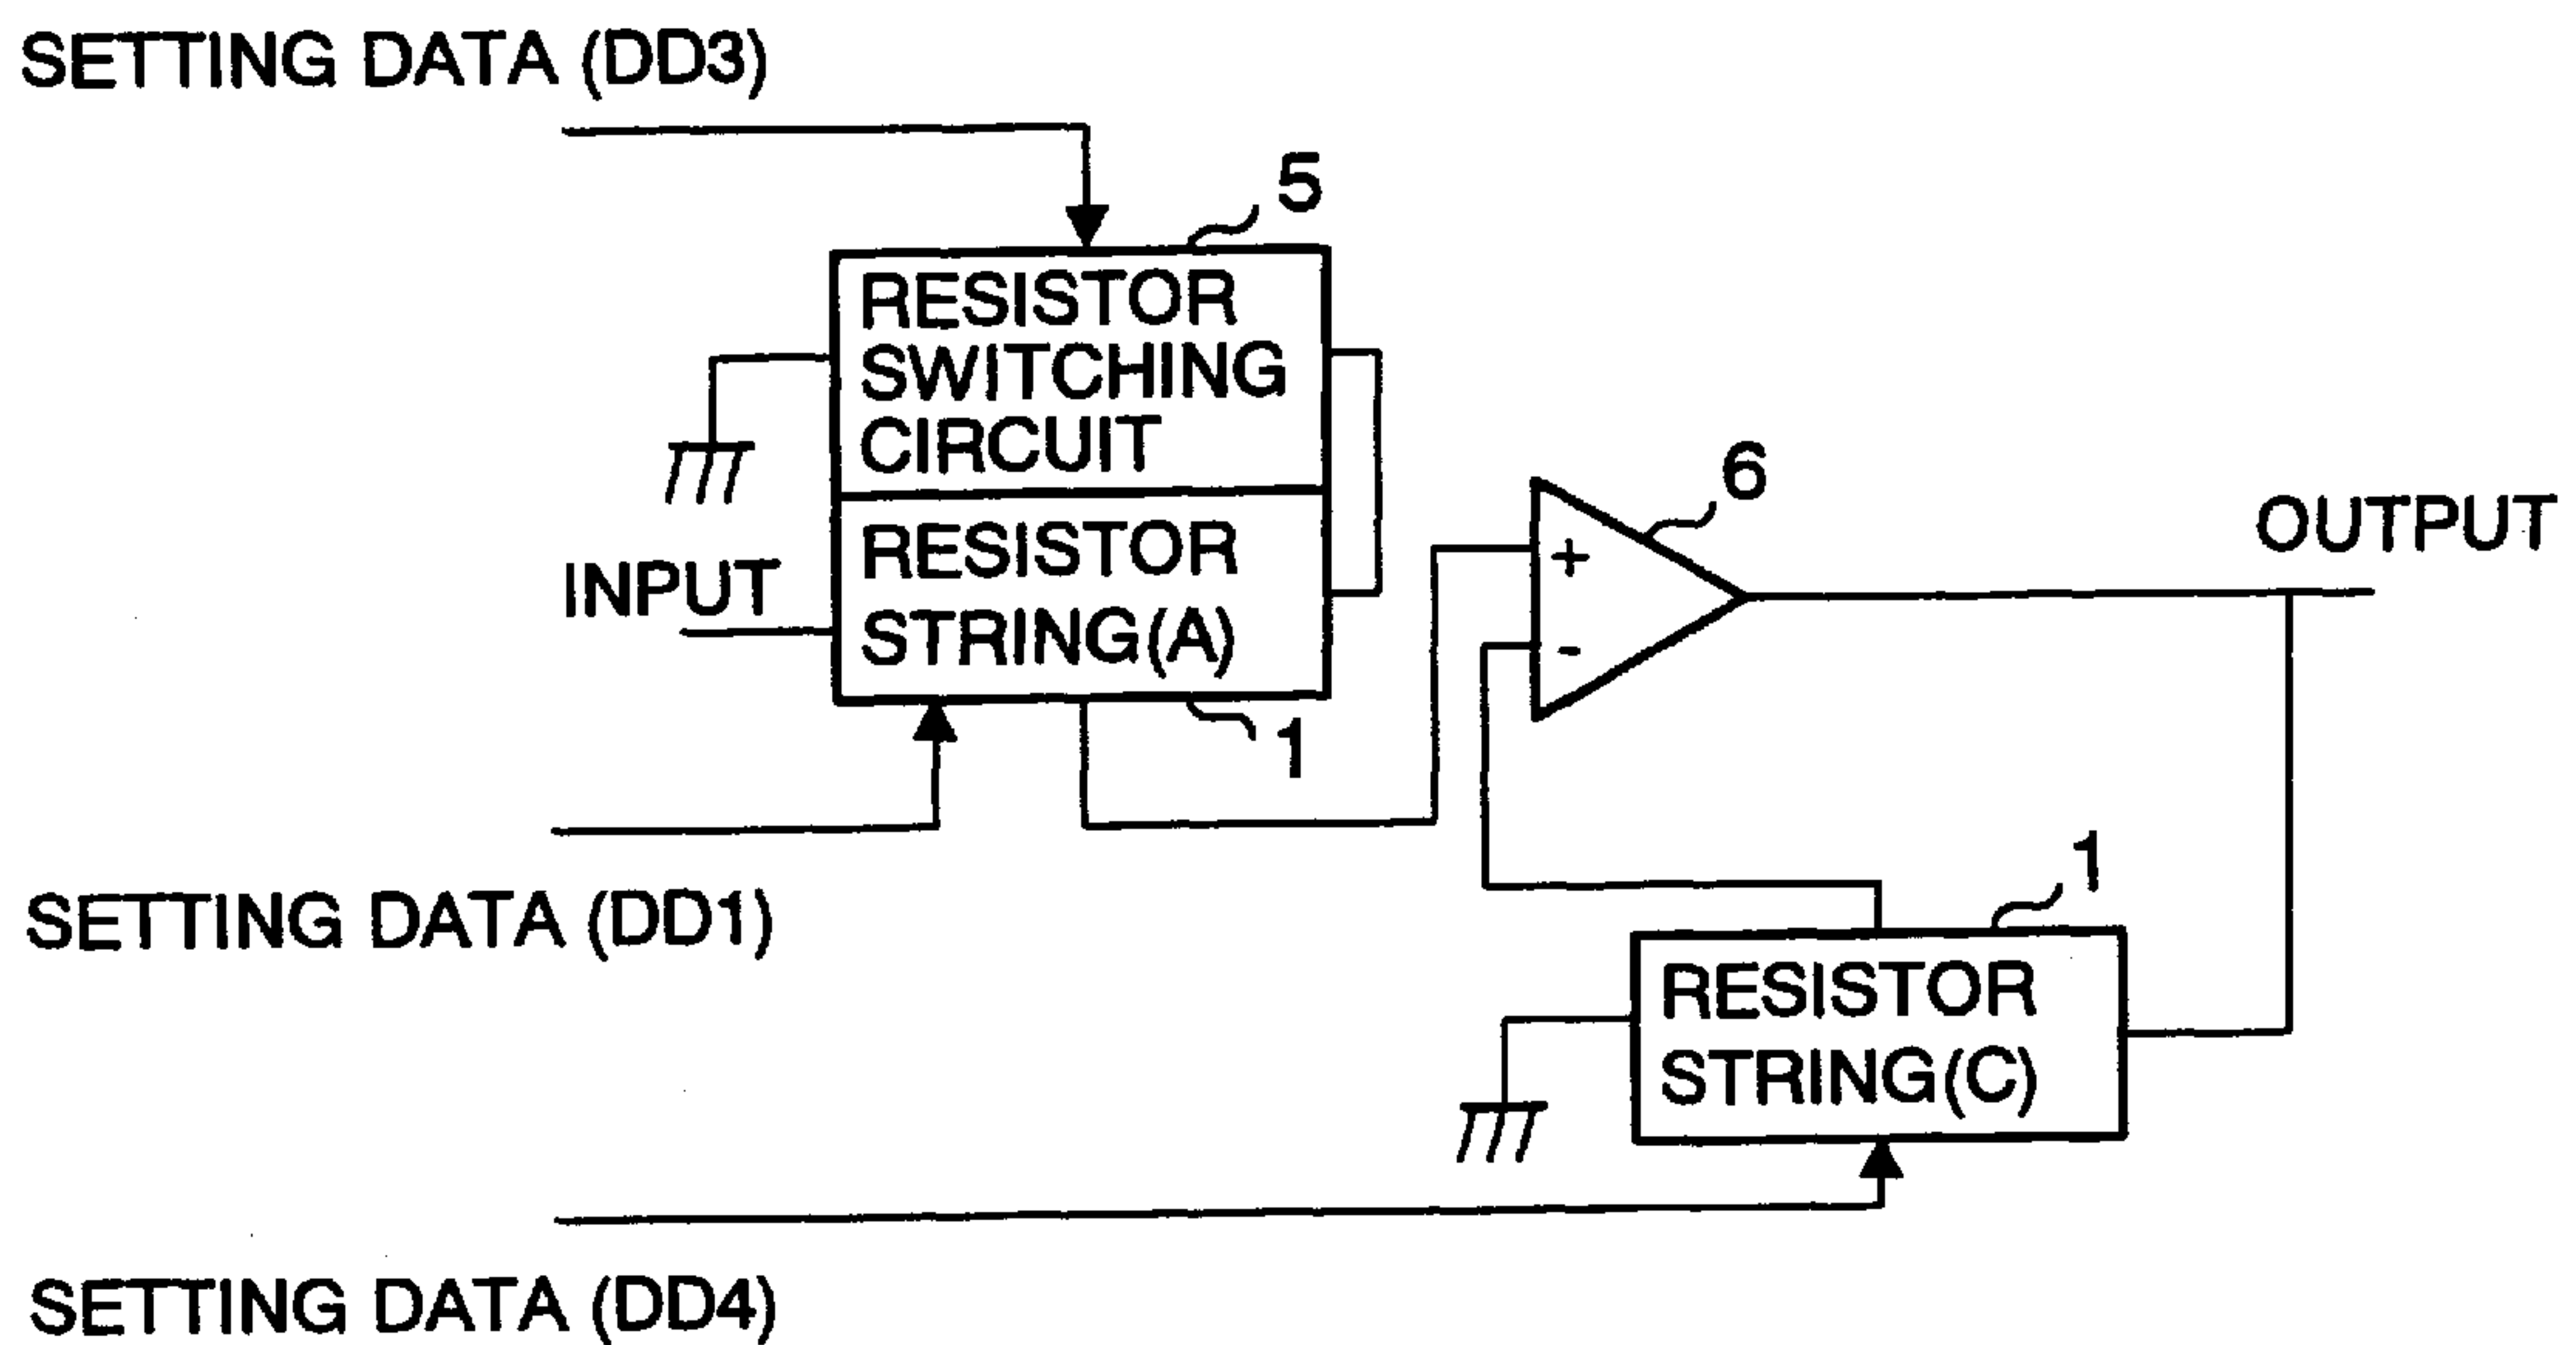 SETTING DATA (DD3)
5
RESISTOR
SWITCHING
CIRCUIT
INPUT
RESISTOR
STRING(A)
1
6
+
-
OUTPUT
SETTING DATA (DD1)
1
RESISTOR
STRING(C)
SETTING DATA (DD4)